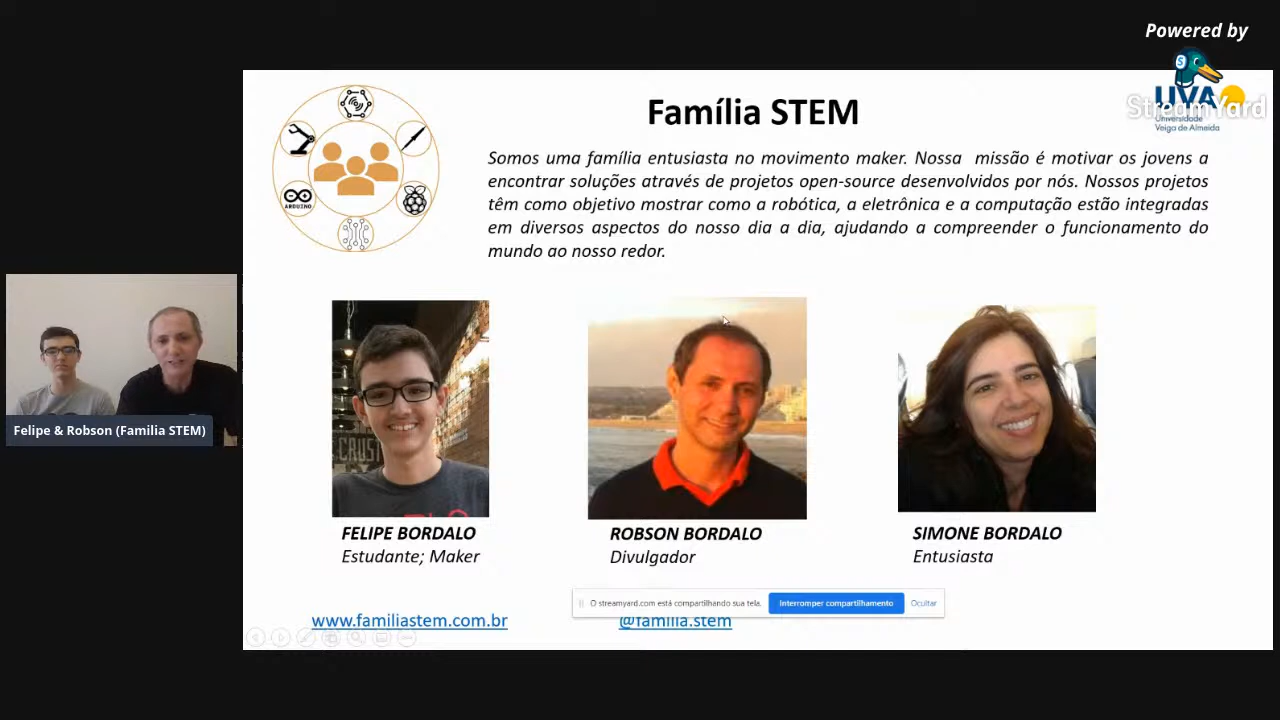 Powered by
StreamYard
UVA
Universidade
Veiga de Almeida
Família STEM
Somos uma família entusiasta no movimento maker. Nossa missão é motivar os jovens a
encontrar soluções através de projetos open-source desenvolvidos por nós. Nossos projetos
têm como objetivo mostrar como a robótica, a eletrônica e a computação estão integradas
em diversos aspectos do nosso dia a dia, ajudando a compreender o funcionamento do
mundo ao nosso redor.
ARDUINO
CRUST
Felipe & Robson (Familia STEM)
FELIPE BORDALO
Estudante; Maker
ROBSON BORDALO
Divulgador
SIMONE BORDALO
Entusiasta
O streamyard.com está compartilhando sua tela.
Interromper compartilhamento
Ocultar
www.familiastem.com.br
@familia.stem